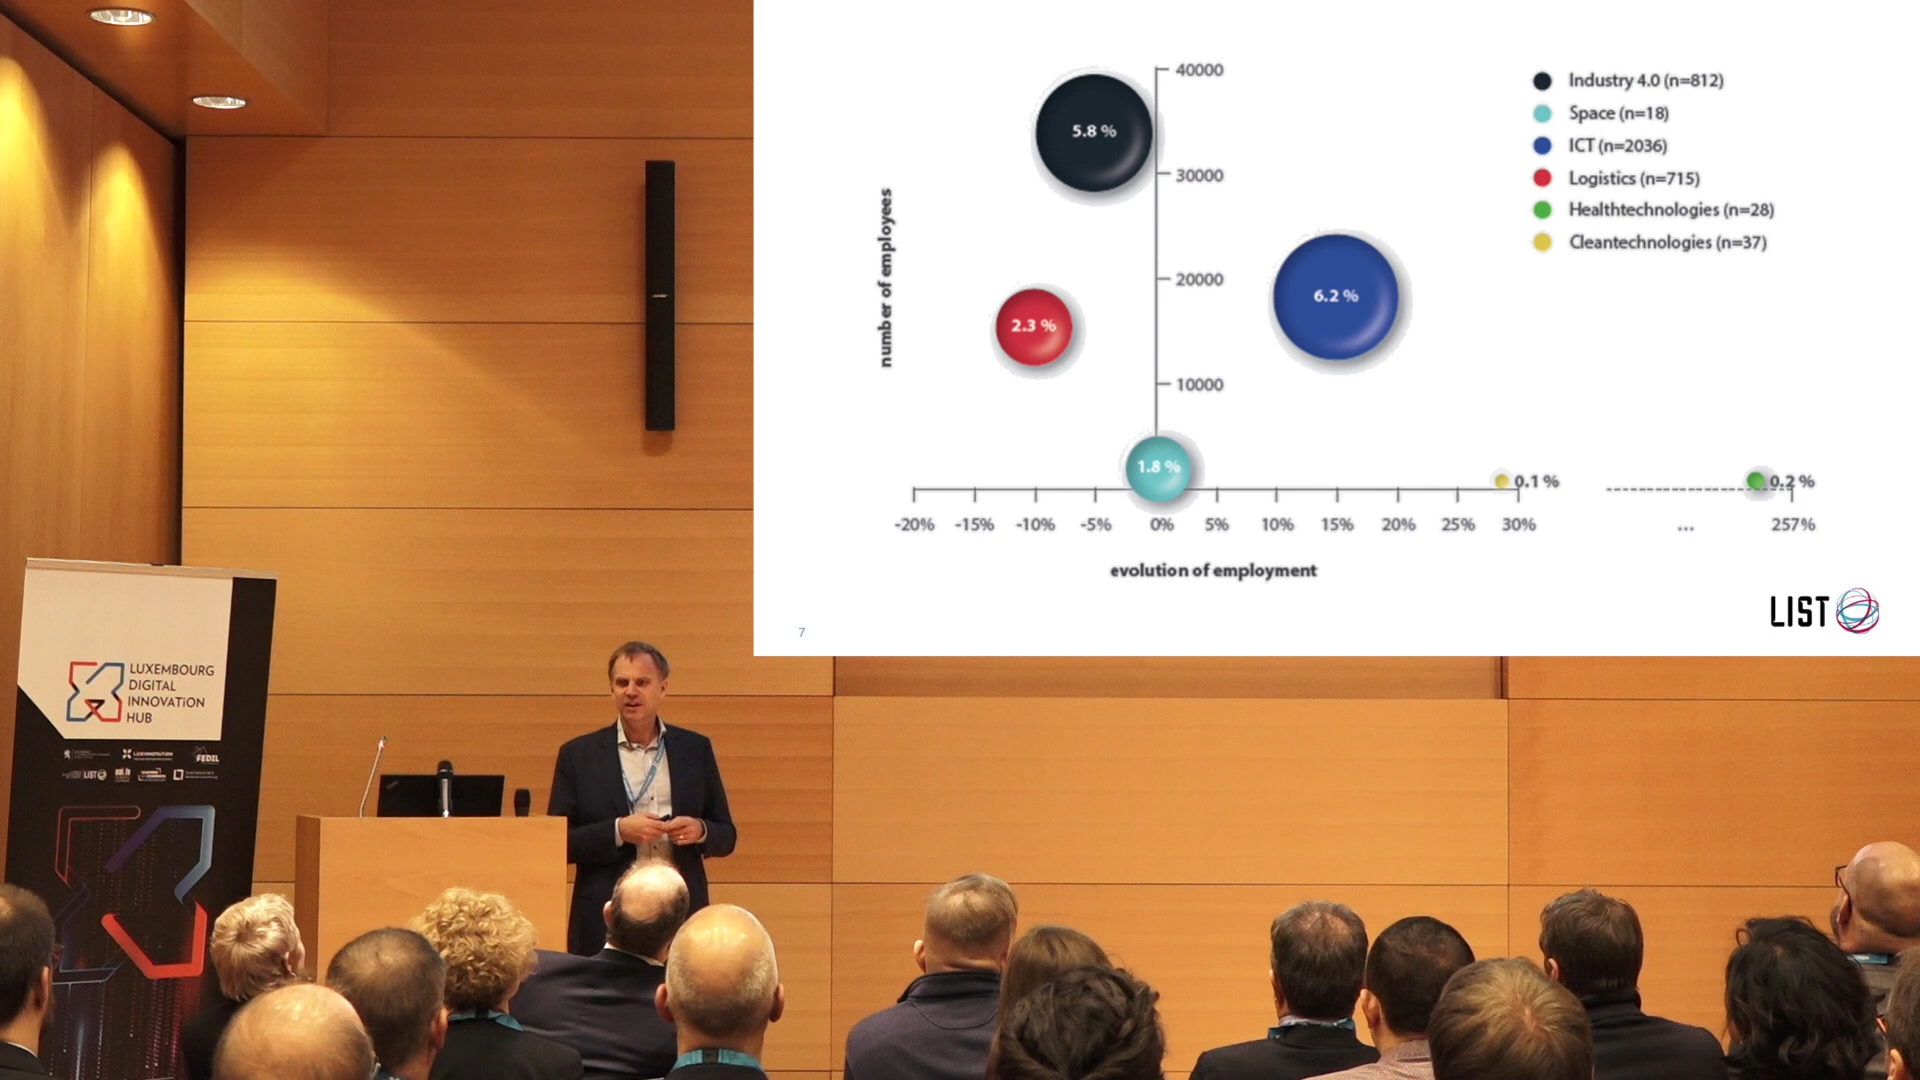 40000
30000
20000
10000
number of employees
5.8 %
2.3 %
6.2 %
1.8 %
0.1 %
0.2 %
-20%
-15%
-10%
-5%
0%
5%
10%
15%
20%
25%
30%
...
257%
evolution of employment
Industry 4.0 (n=812)
Space (n=18)
ICT (n=2036)
Logistics (n=715)
Healthtechnologies (n=28)
Cleantechnologies (n=37)
7
LIST
LUXEMBOURG
DIGITAL
INNOVATiON
HUB
LUXINNOVATION
FEDIL
LIST